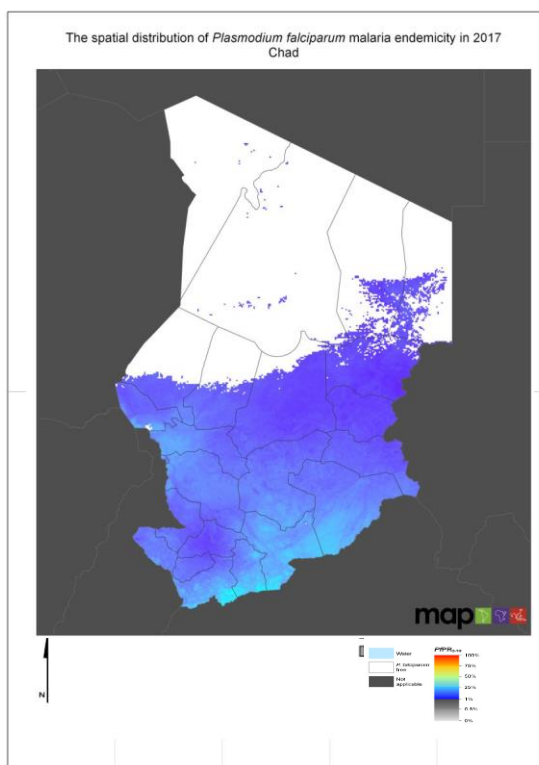 The spatial distribution of Plasmodium falciparum malaria endemicity in 2017
Chad
map
N
Water
P. falciparum
free
Not
applicable
100%
70%
50%
25%
1%
0%